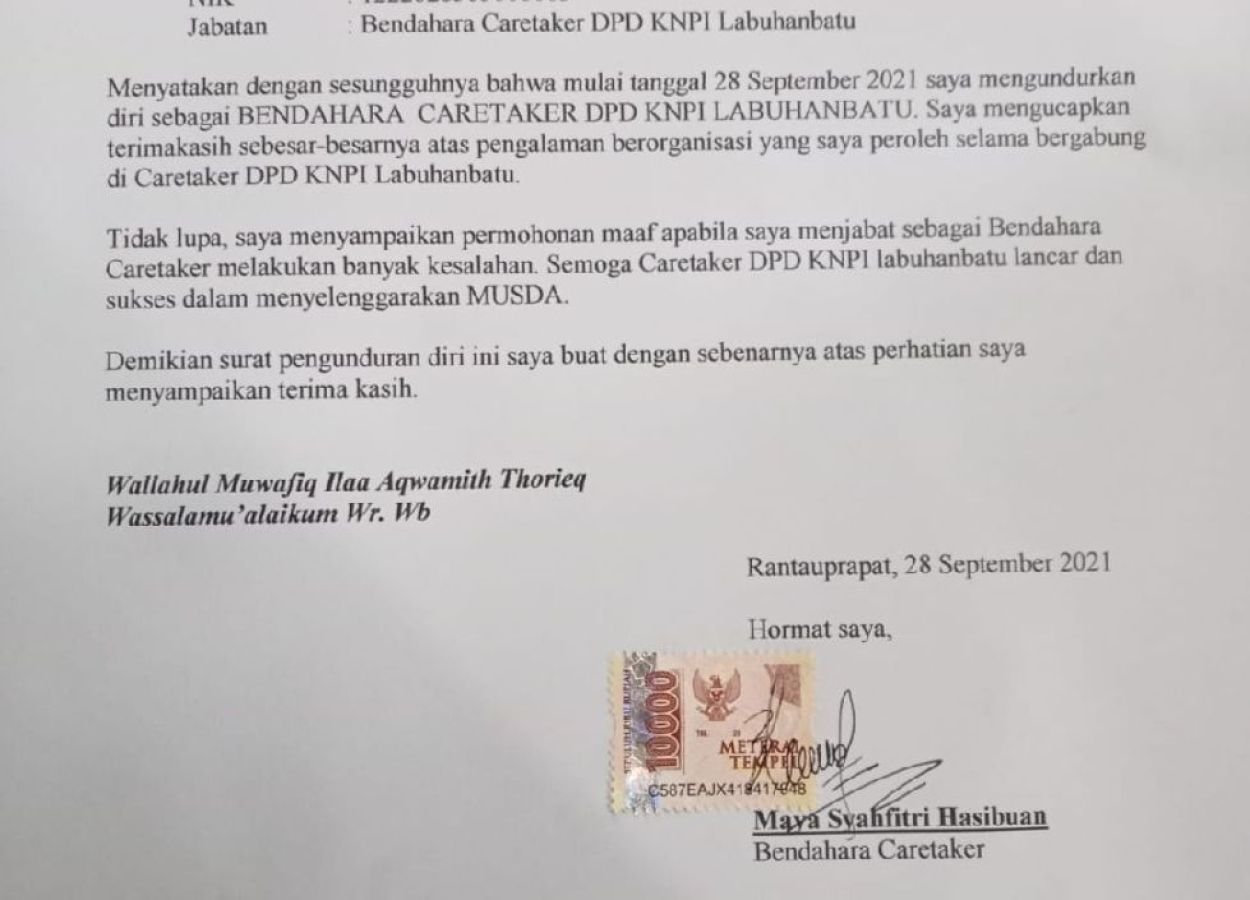 Jabatan : Bendahara Caretaker DPD KNPI Labuhanbatu
Menyatakan dengan sesungguhnya bahwa mulai tanggal 28 September 2021 saya mengundurkan
diri sebagai BENDAHARA CARETAKER DPD KNPI LABUHANBATU. Saya mengucapkan
terimakasih sebesar-besarnya atas pengalaman berorganisasi yang saya peroleh selama bergabung
di Caretaker DPD KNPI Labuhanbatu.
Tidak lupa, saya menyampaikan permohonan maaf apabila saya menjabat sebagai Bendahara
Caretaker melakukan banyak kesalahan. Semoga Caretaker DPD KNPI labuhanbatu lancar dan
sukses dalam menyelenggarakan MUSDA.
Demikian surat pengunduran diri ini saya buat dengan sebenarnya atas perhatian saya
menyampaikan terima kasih.
Wallahul Muwafiq Ilaa Aqwamith Thorieq
Wassalamu'alaikum Wr. Wb
Rantauprapat, 28 September 2021
Hormat saya,
10000
METERAI
TEMPEL
Maya Syahfitri Hasibuan
Bendahara Caretaker